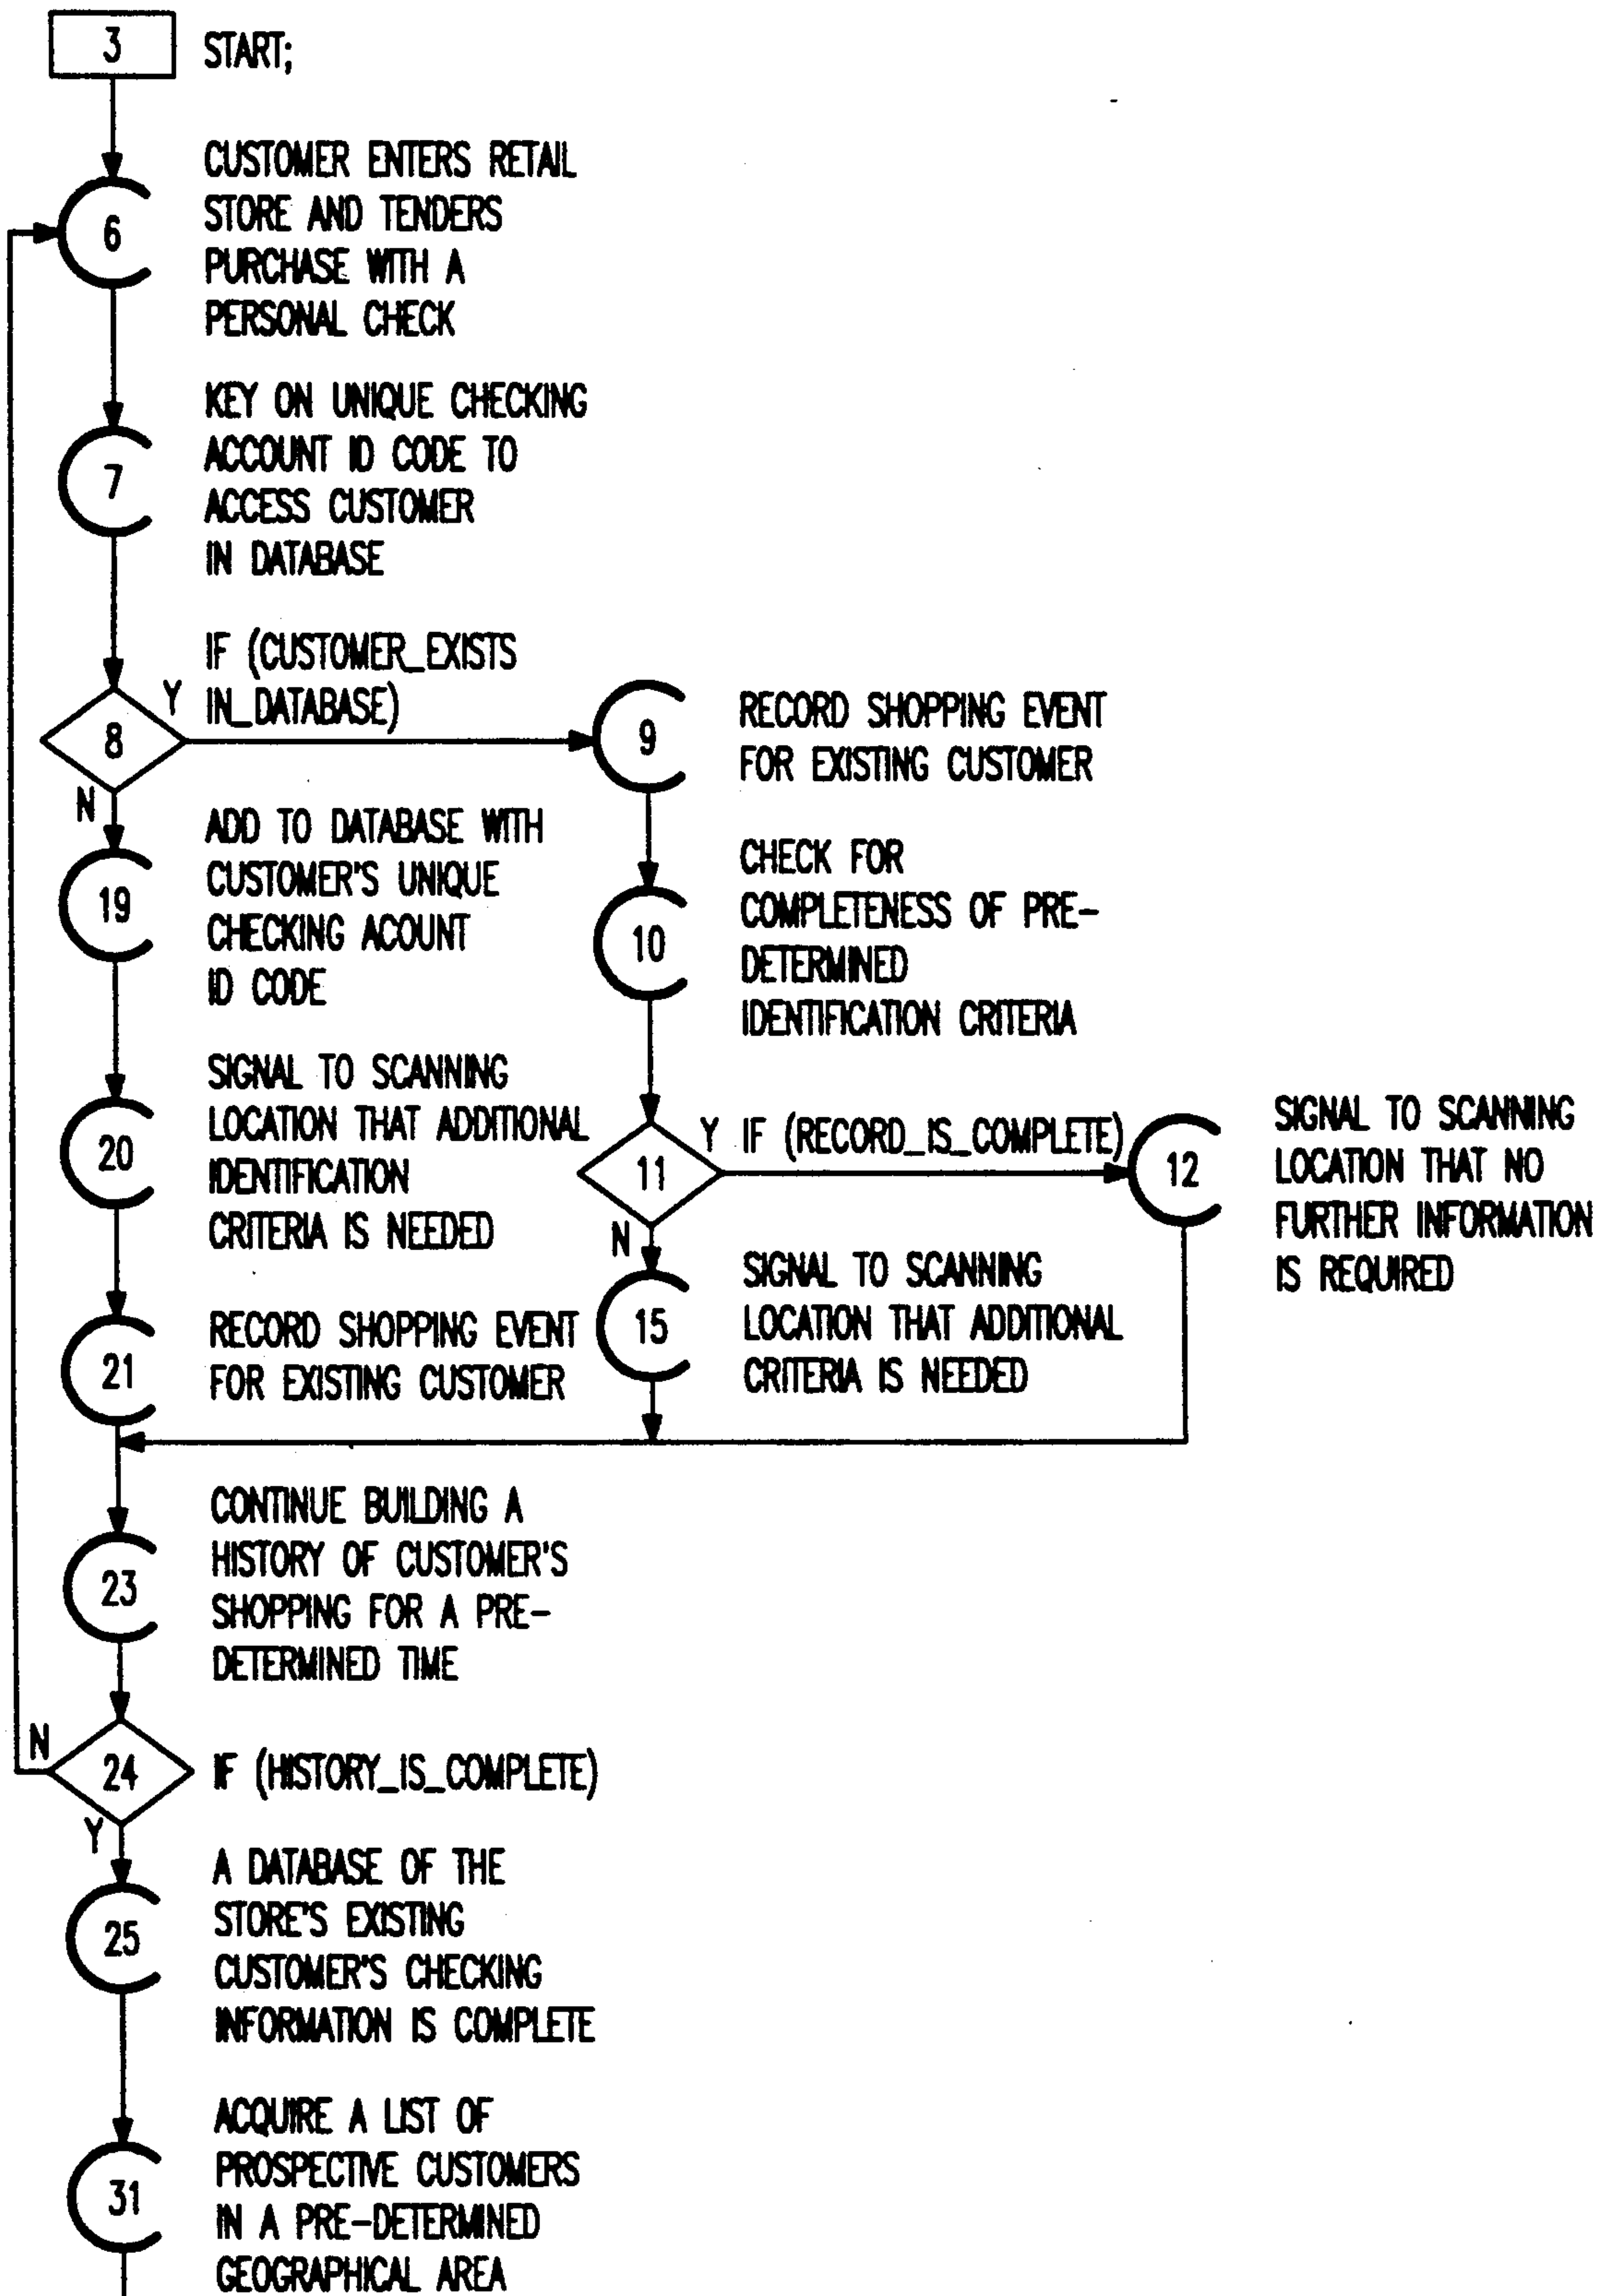 3
START;
6
CUSTOMER ENTERS RETAIL
STORE AND TENDERS
PURCHASE WITH A
PERSONAL CHECK
7
KEY ON UNIQUE CHECKING
ACCOUNT ID CODE TO
ACCESS CUSTOMER
IN DATABASE
8
Y
N
IF (CUSTOMER_EXISTS
IN_DATABASE)
9
RECORD SHOPPING EVENT
FOR EXISTING CUSTOMER
19
ADD TO DATABASE WITH
CUSTOMER'S UNIQUE
CHECKING ACOUNT
ID CODE
10
CHECK FOR
COMPLETENESS OF PRE-
DETERMINED
IDENTIFICATION CRITERIA
20
SIGNAL TO SCANNING
LOCATION THAT ADDITIONAL
IDENTIFICATION
CRITERIA IS NEEDED
11
Y
N
IF (RECORD_IS_COMPLETE)
12
SIGNAL TO SCANNING
LOCATION THAT NO
FURTHER INFORMATION
IS REQUIRED
21
RECORD SHOPPING EVENT
FOR EXISTING CUSTOMER
15
SIGNAL TO SCANNING
LOCATION THAT ADDITIONAL
CRITERIA IS NEEDED
23
CONTINUE BUILDING A
HISTORY OF CUSTOMER'S
SHOPPING FOR A PRE-
DETERMINED TIME
N
24
Y
IF (HISTORY_IS_COMPLETE)
25
A DATABASE OF THE
STORE'S EXISTING
CUSTOMER'S CHECKING
INFORMATION IS COMPLETE
31
ACQUIRE A LIST OF
PROSPECTIVE CUSTOMERS
IN A PRE-DETERMINED
GEOGRAPHICAL AREA